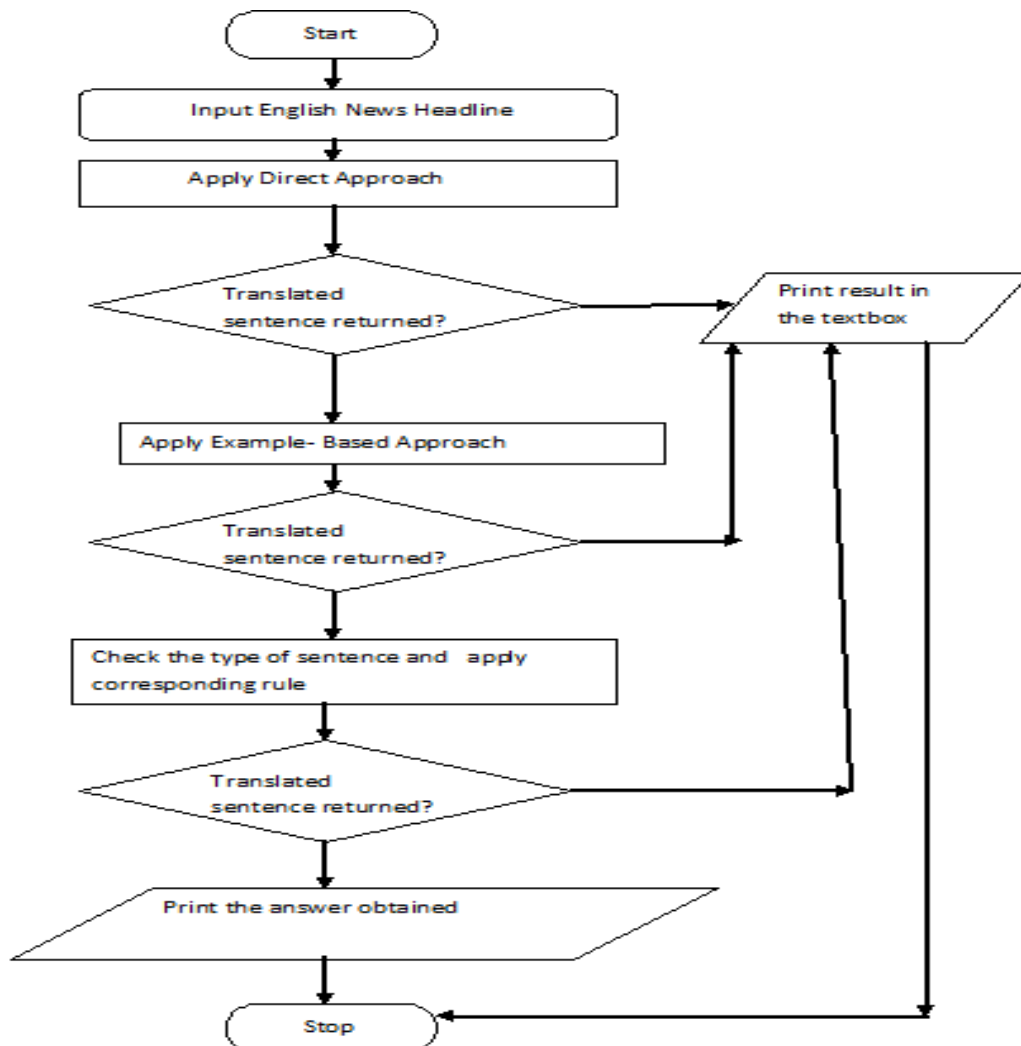 Start
Input English News Headline
Apply Direct Approach
Translated
sentence returned?
Print result in
the textbox
Apply Example- Based Approach
Translated
sentence returned?
Check the type of sentence and apply
corresponding rule
Translated
sentence returned?
Print the answer obtained
Stop